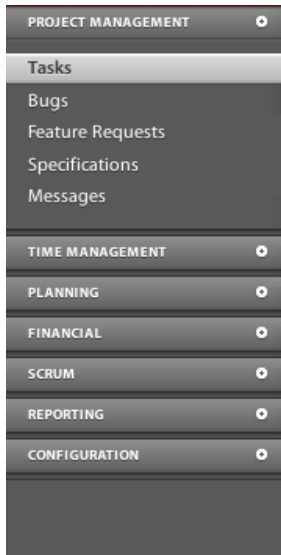 PROJECT MANAGEMENT
Tasks
Bugs
Feature Requests
Specifications
Messages
TIME MANAGEMENT
PLANNING
FINANCIAL
SCRUM
REPORTING
CONFIGURATION